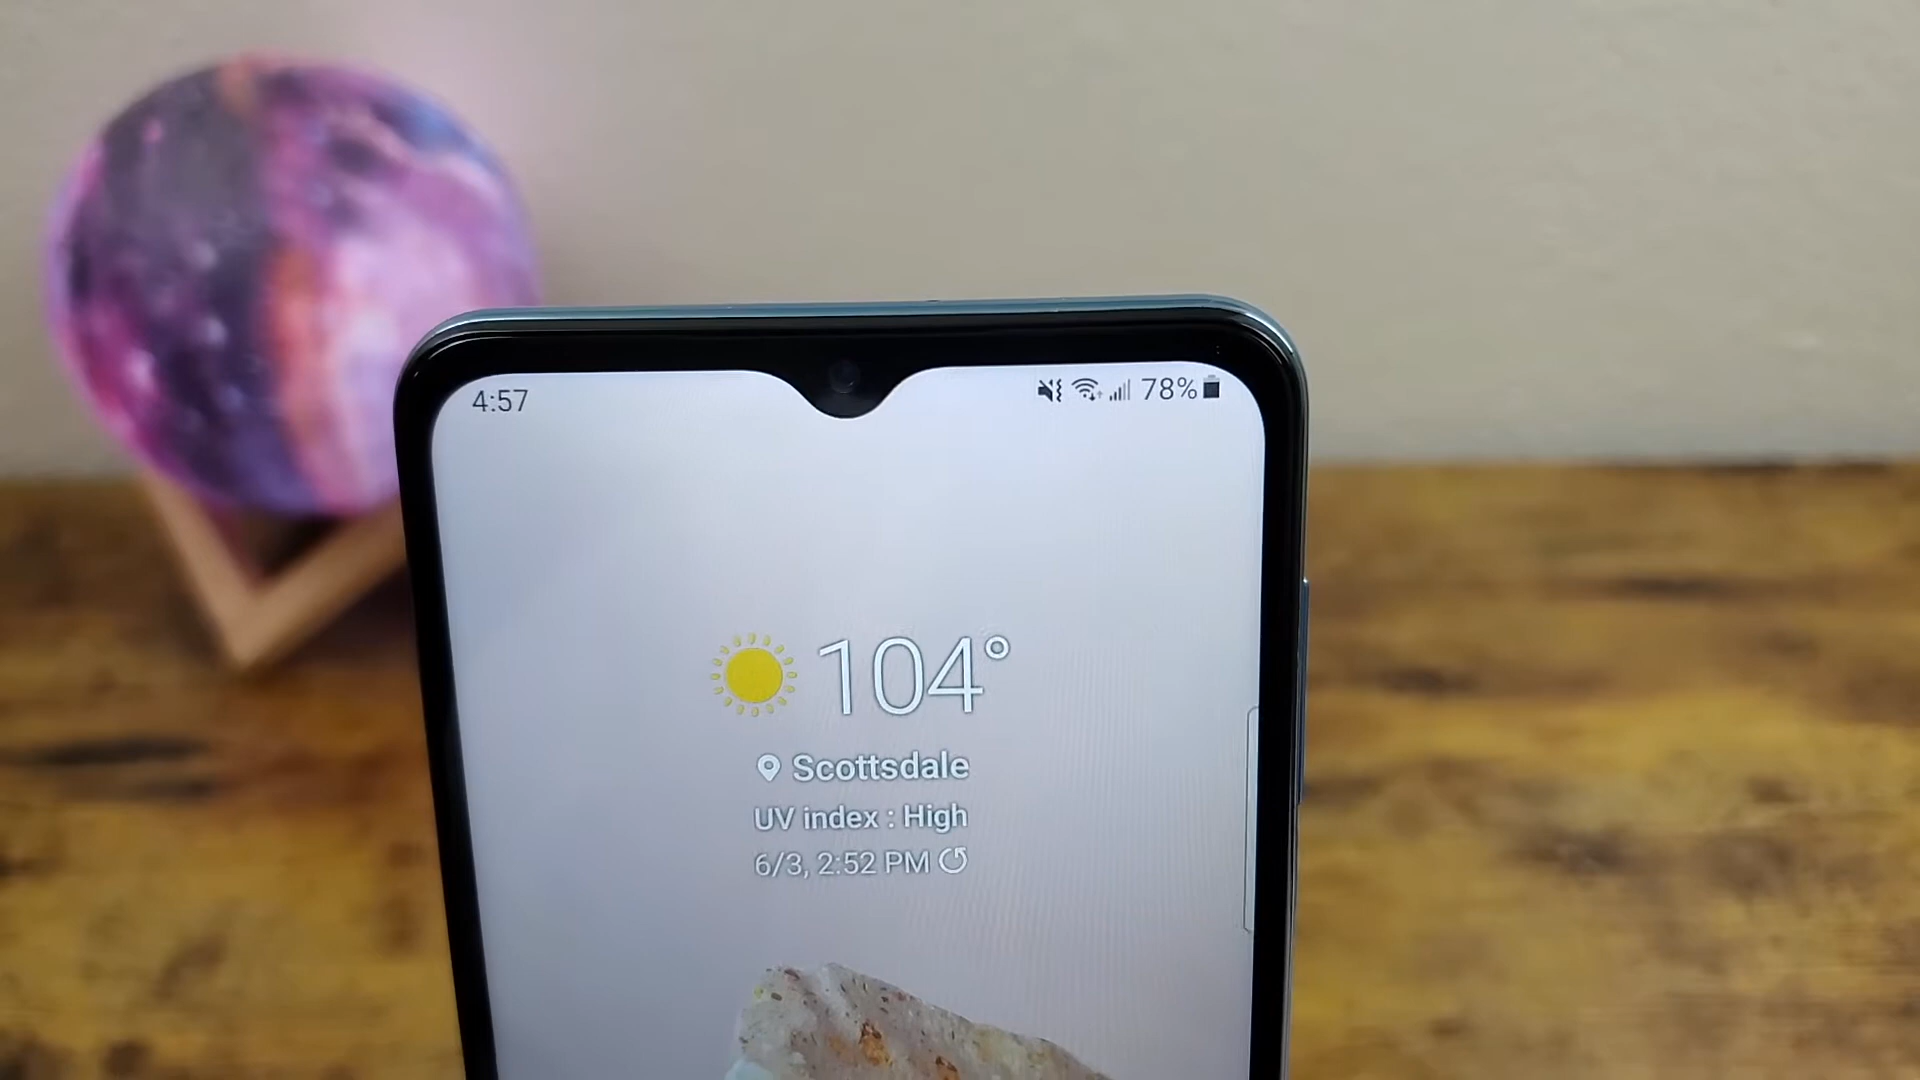 4:57
78%
104°
Scottsdale
UV index : High
6/3, 2:52 PM